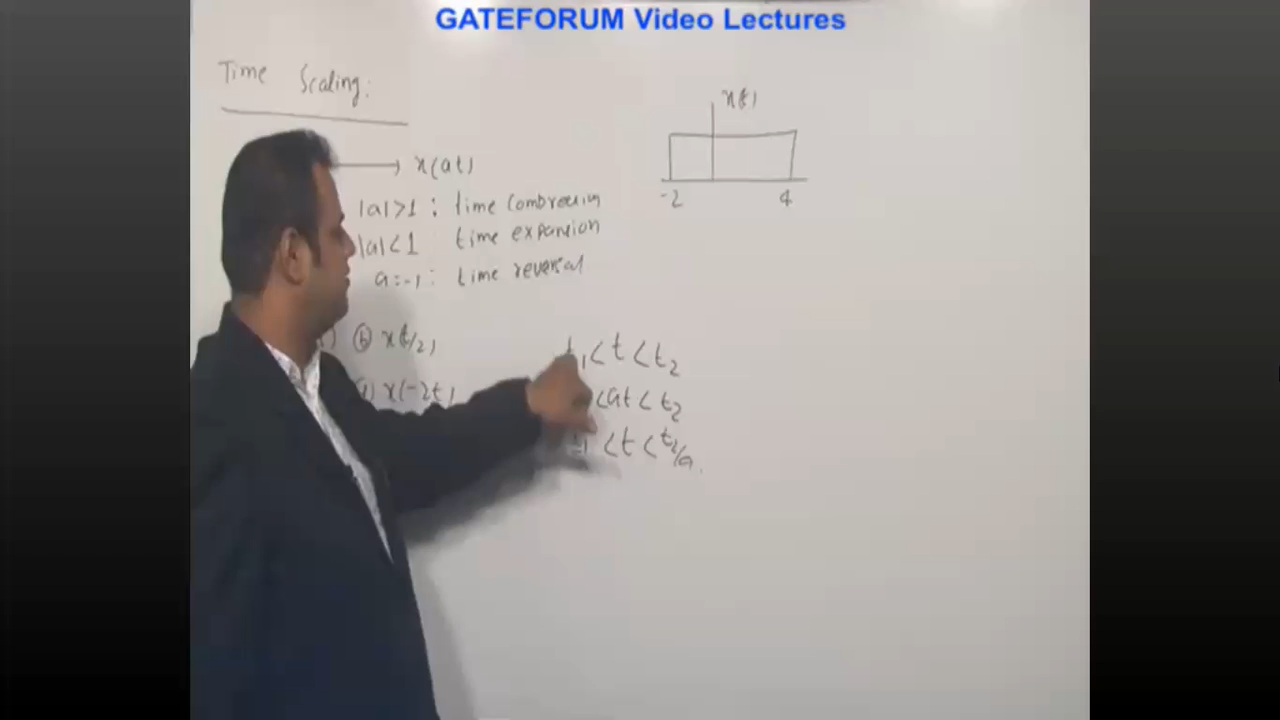 GATEFORUM Video Lectures
Time Scaling:
x(t)
-2 4
→ x(at)
|a|>1 : time Compression
|a|<1 time expansion
a=-1: time reversal
ⓑ x(t/2)
x(-2t)
t₁<t<t₂
<at<t₂
<t<t₂/a